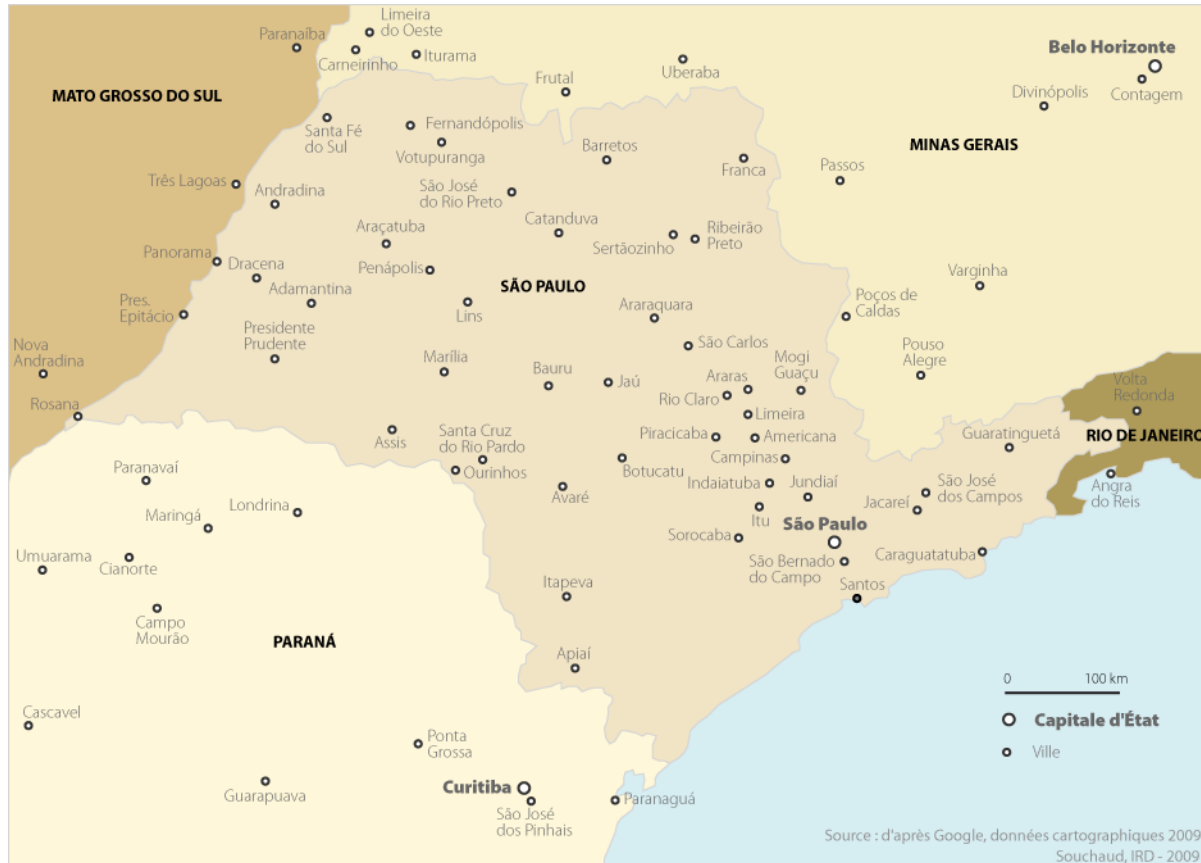 Limeira
do Oeste
Paranaíba
Carneirinho
Iturama
Frutal
Uberaba
Belo Horizonte
Contagem
Divinópolis
MATO GROSSO DO SUL
MINAS GERAIS
Santa Fé
do Sul
Fernandópolis
Votupuranga
Barretos
Franca
Passos
Três Lagoas
Andradina
São José
do Rio Preto
Catanduva
Araçatuba
Sertãozinho
Ribeirão
Preto
Panorama
Dracena
Penápolis
Adamantina
SÃO PAULO
Varginha
Pres.
Epitácio
Lins
Araraquara
Poços de
Caldas
Presidente
Prudente
São Carlos
Nova
Andradina
Marília
Bauru
Jaú
Araras
Mogi
Guaçu
Pouso
Alegre
Rio Claro
Volta
Redonda
Rosana
Limeira
Assis
Santa Cruz
do Rio Pardo
Piracicaba
Americana
Guaratinguetá
RIO DE JANEIRO
Ourinhos
Botucatu
Campinas
Paranavaí
Indaiatuba
Jundiaí
São José
dos Campos
Angra
do Reis
Avaré
Jacareí
Londrina
Maringá
Itu
São Paulo
Sorocaba
Umuarama
Cianorte
Caraguatatuba
São Bernado
do Campo
Santos
Itapeva
Campo
Mourão
PARANÁ
Apiaí
0 100 km
Cascavel
Capitale d'État
Ponta
Grossa
Ville
Guarapuava
Curitiba
São José
dos Pinhais
Paranaguá
Source : d'après Google, données cartographiques 2009
Souchaud, IRD - 2009